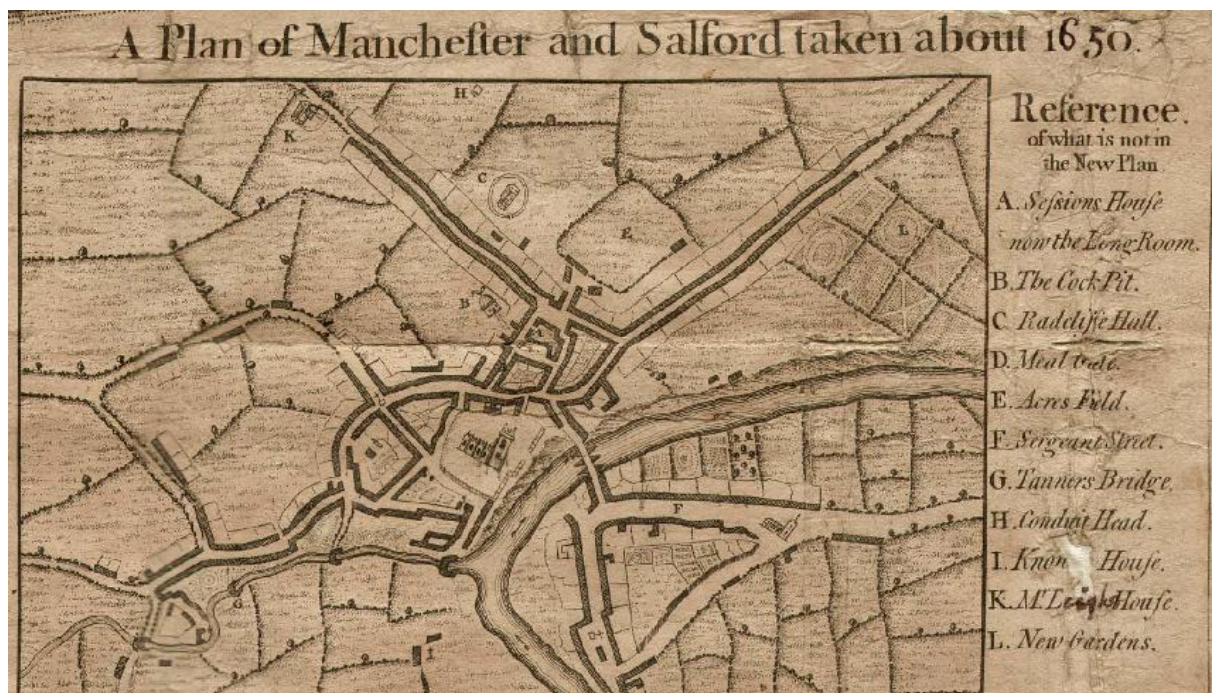 A Plan of Mancheſter and Salford taken about 1650.
H
K
C
E
L
B
A
F
G
I
Reference.
of what is not in
the New Plan
A. Seſsions Houſe
now the Long Room.
B. The Cock Pit.
C Radcliffe Hall.
D. Meal
E. Acres Field.
F. Sergeant Street.
G. Tanners Bridge.
H. Conduit Head.
I. Houſe.
K. Mr Houſe.
L. New Gardens.